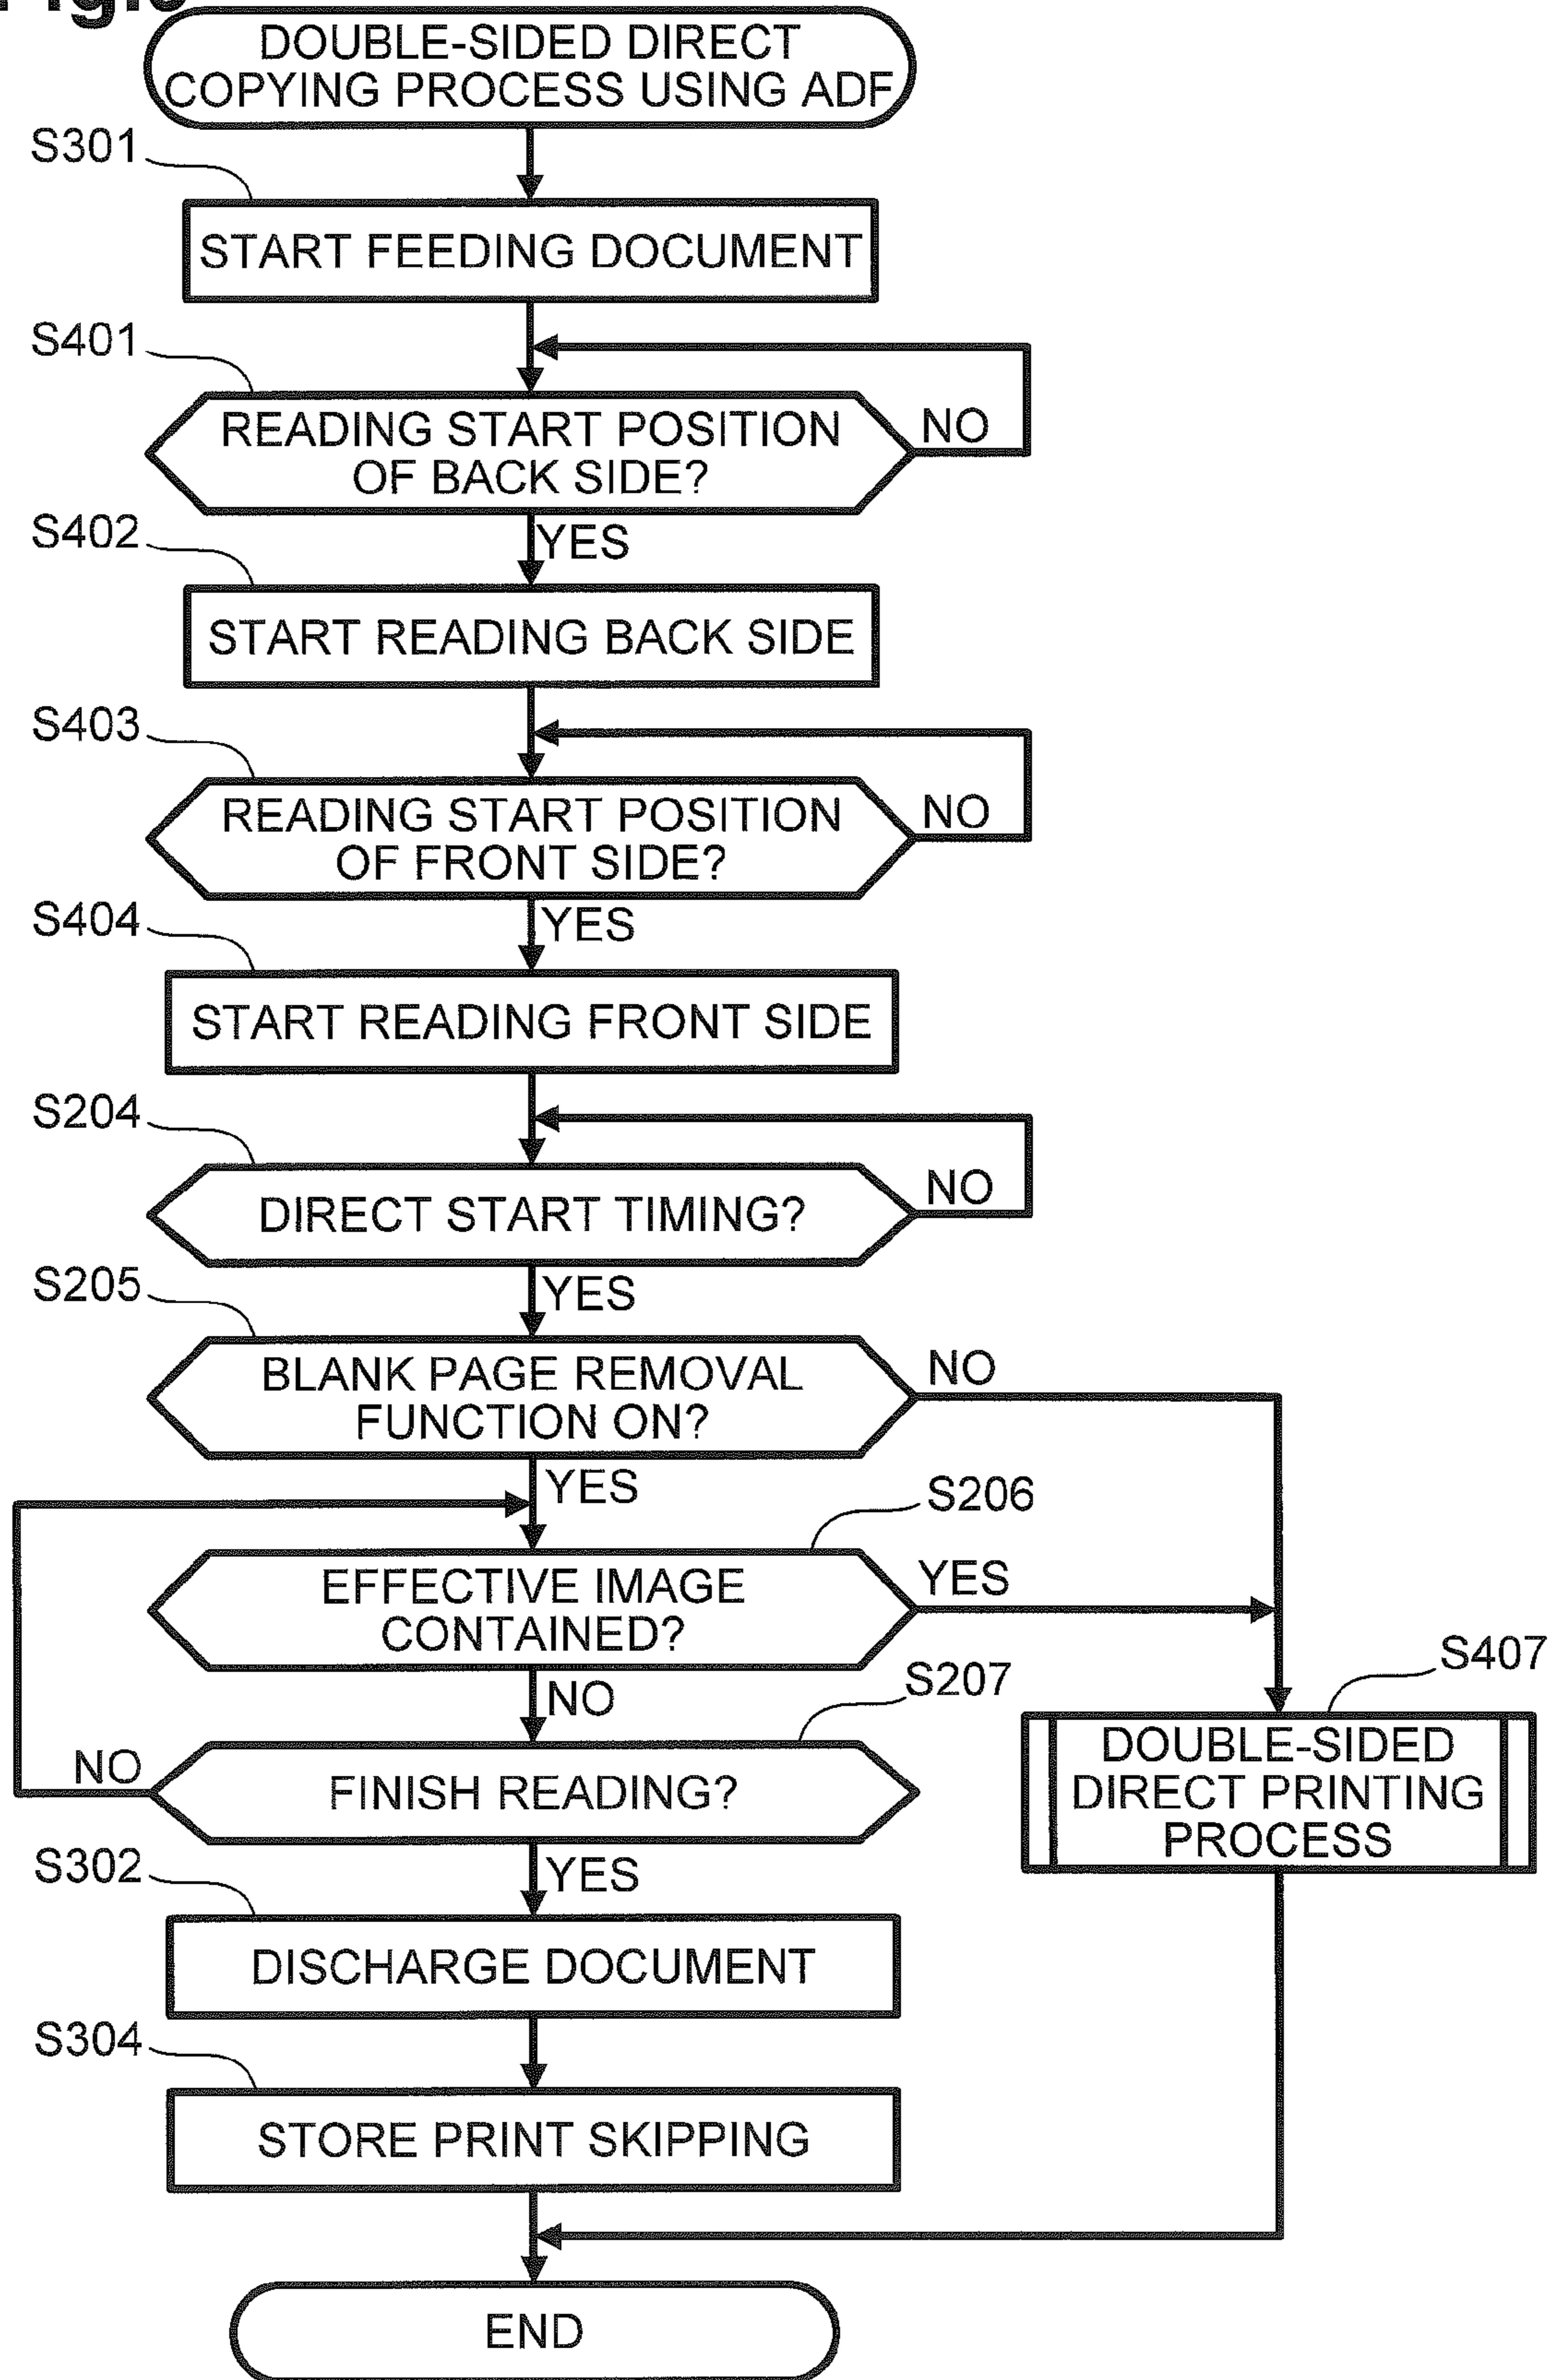 DOUBLE-SIDED DIRECT
COPYING PROCESS USING ADF
S301
START FEEDING DOCUMENT
S401
READING START POSITION
OF BACK SIDE?
NO
YES
S402
START READING BACK SIDE
S403
READING START POSITION
OF FRONT SIDE?
NO
YES
S404
START READING FRONT SIDE
S204
DIRECT START TIMING?
NO
YES
S205
BLANK PAGE REMOVAL
FUNCTION ON?
NO
YES
S206
EFFECTIVE IMAGE
CONTAINED?
YES
NO
S207
FINISH READING?
NO
YES
S407
DOUBLE-SIDED
DIRECT PRINTING
PROCESS
S302
DISCHARGE DOCUMENT
S304
STORE PRINT SKIPPING
END